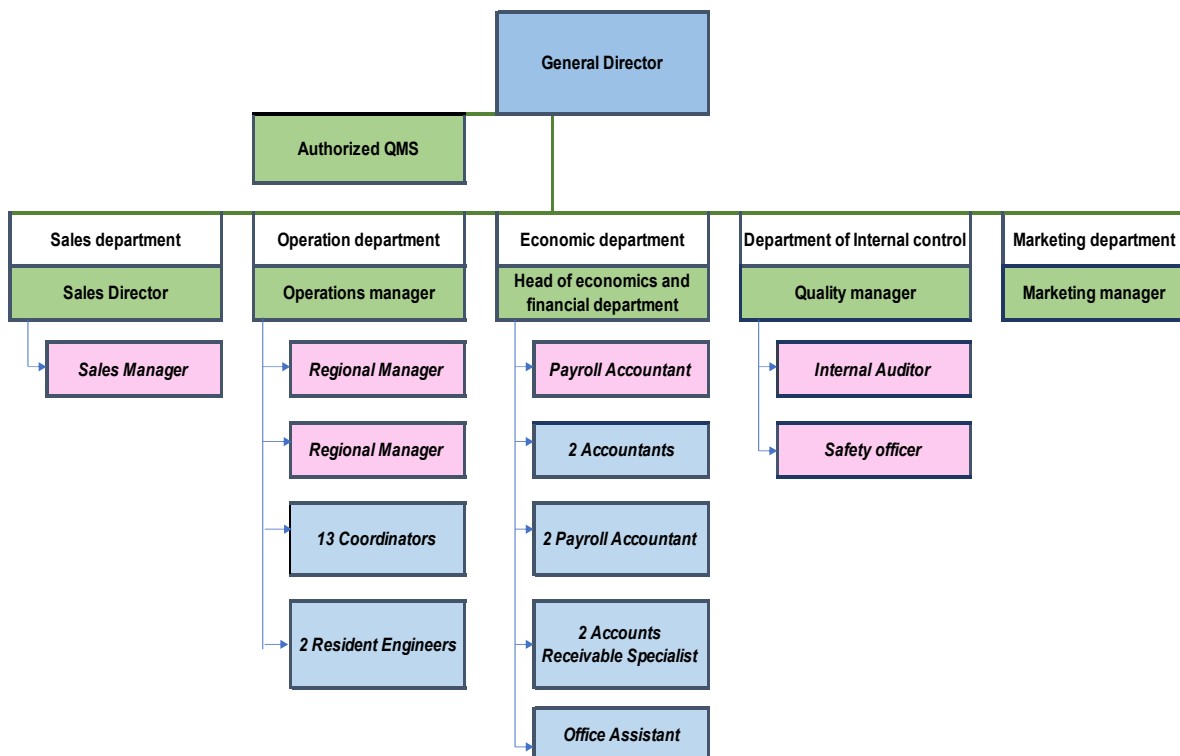 General Director
Authorized QMS
Sales department
Operation department
Economic department
Department of Internal control
Marketing department
Sales Director
Operations manager
Head of economics and
financial department
Quality manager
Marketing manager
Sales Manager
Regional Manager
Payroll Accountant
Internal Auditor
Regional Manager
2 Accountants
Safety officer
13 Coordinators
2 Payroll Accountant
2 Resident Engineers
2 Accounts
Receivable Specialist
Office Assistant